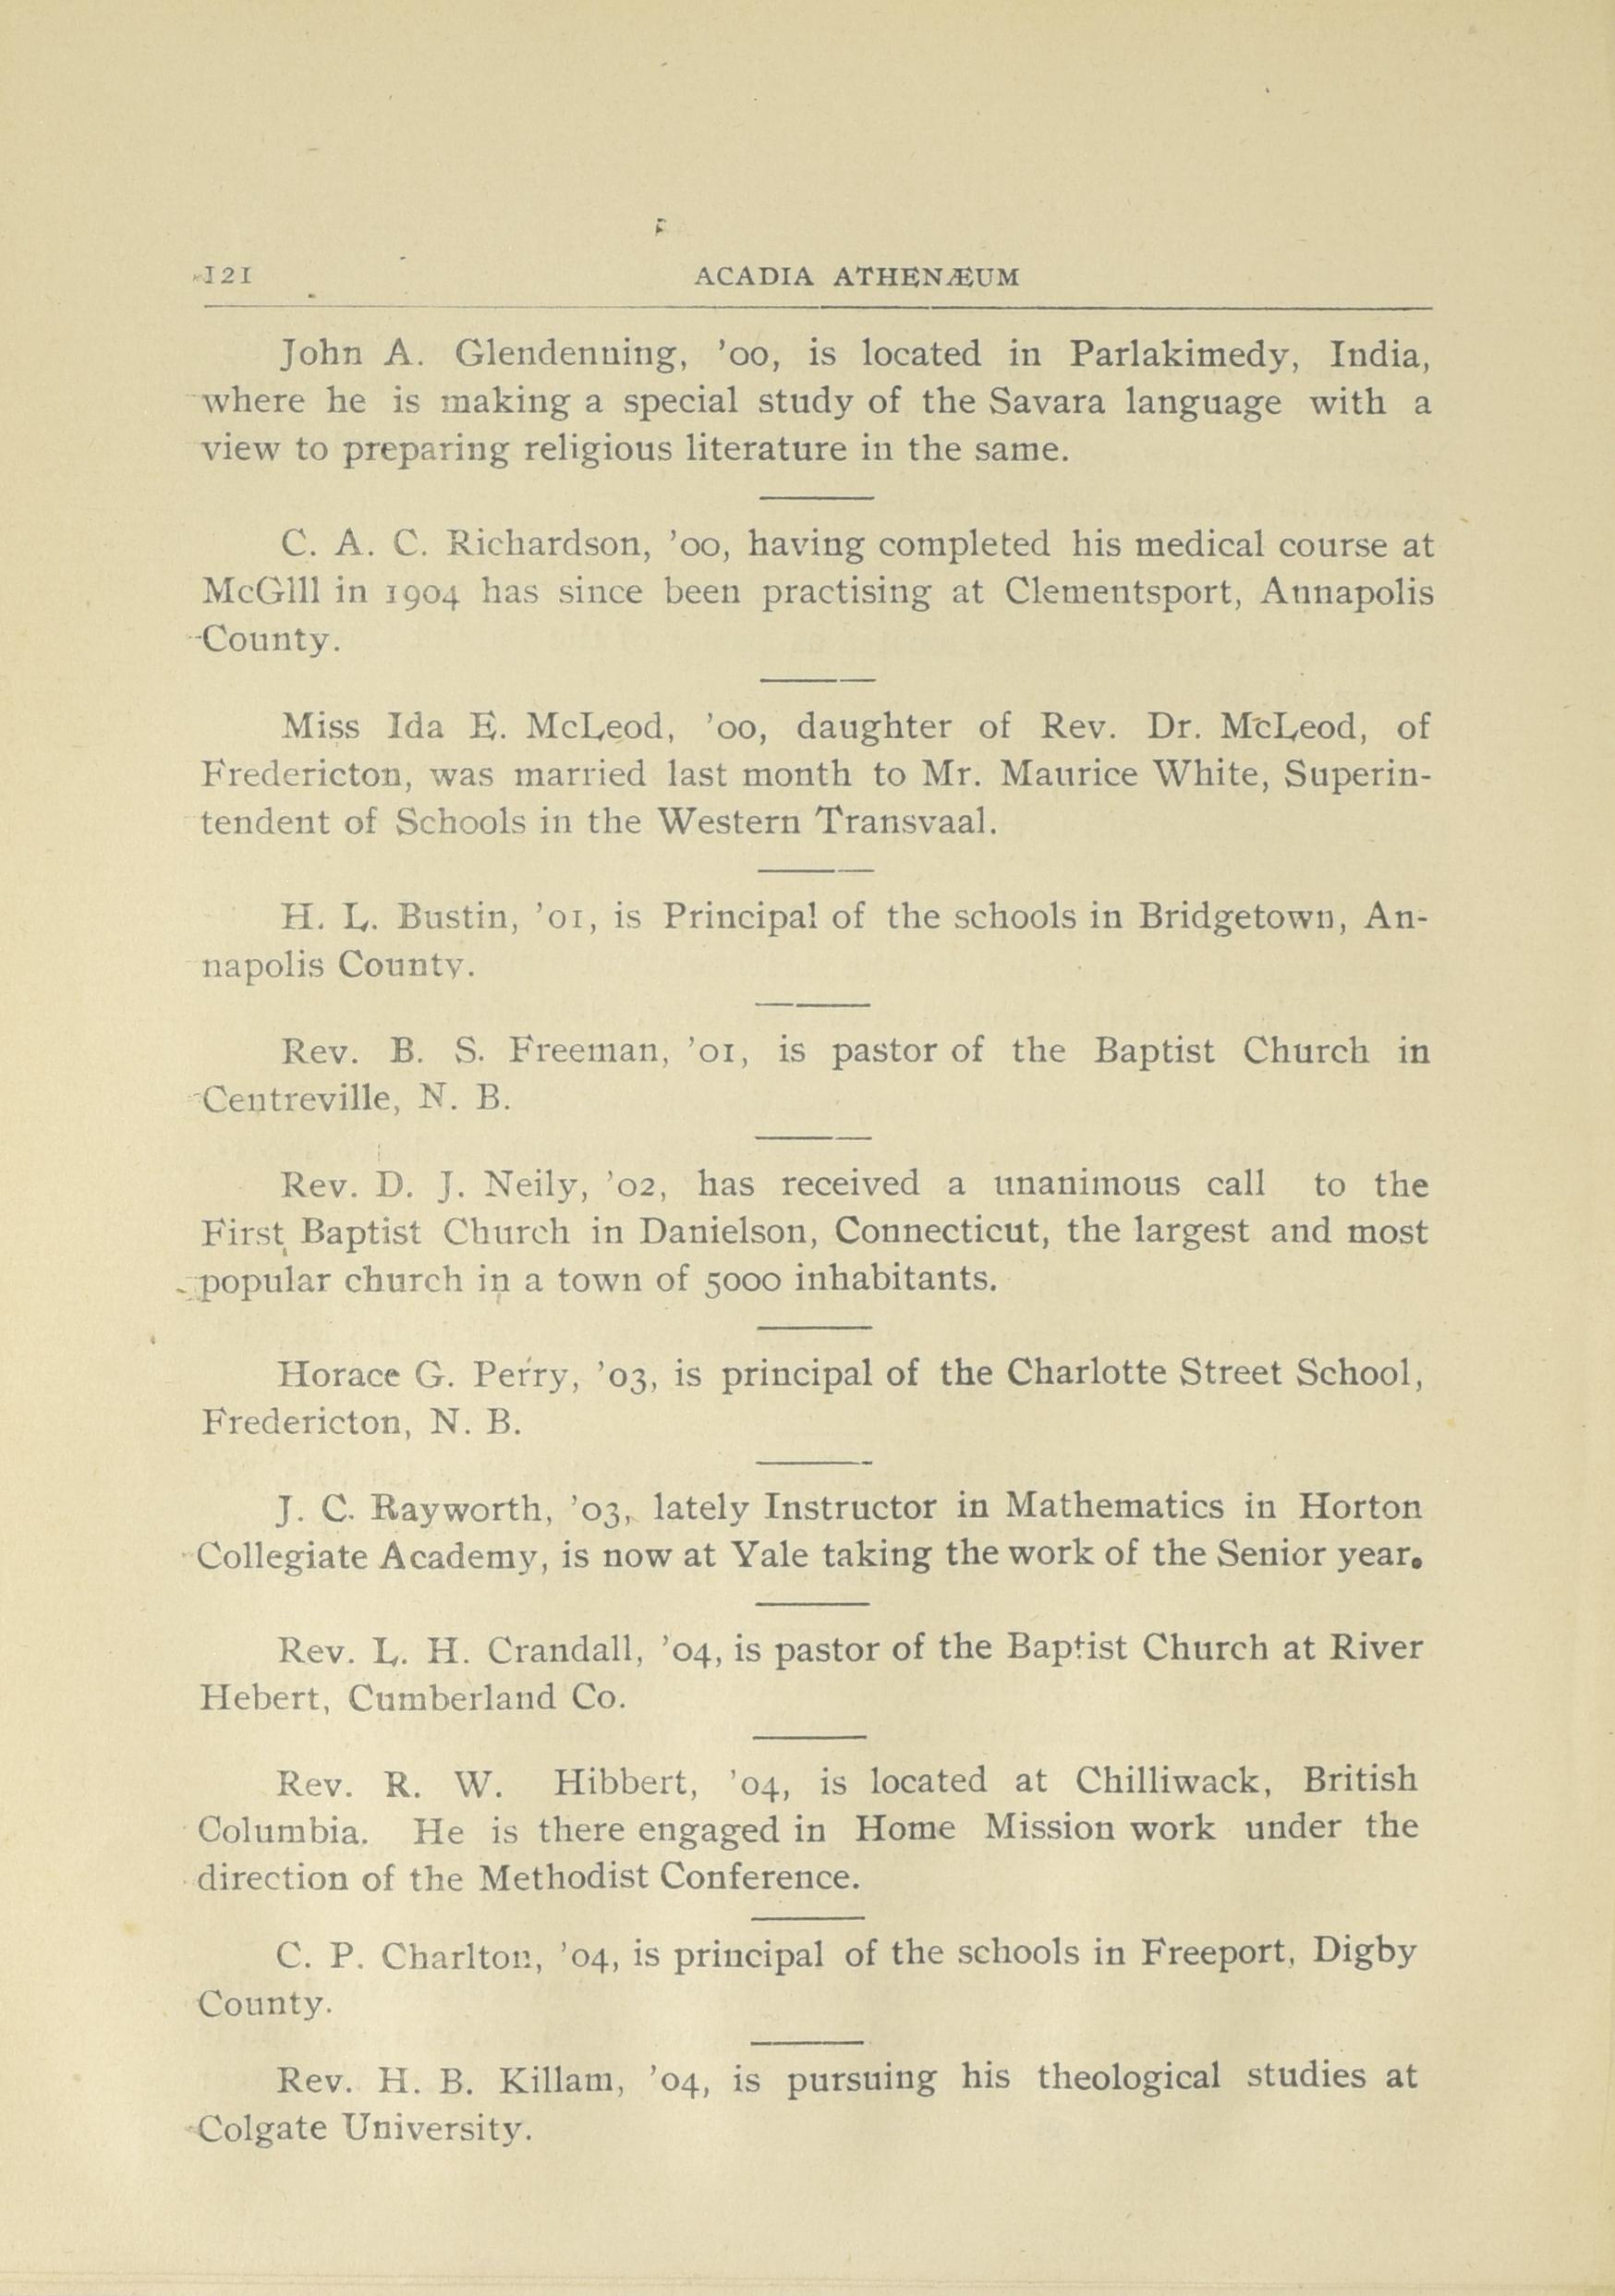 121 ACADIA ATHENÆUM
John A. Glendenning, '00, is located in Parlakimedy, India,
where he is making a special study of the Savara language with a
view to preparing religious literature in the same.
C. A. C. Richardson, '00, having completed his medical course at
McGlll in 1904 has since been practising at Clementsport, Annapolis
County.
Miss Ida E. McLeod, '00, daughter of Rev. Dr. McLeod, of
Fredericton, was married last month to Mr. Maurice White, Superin-
tendent of Schools in the Western Transvaal.
H. L. Bustin, '01, is Principal of the schools in Bridgetown, An-
napolis County.
Rev. B. S. Freeman, '01, is pastor of the Baptist Church in
Centreville, N. B.
Rev. D. J. Neily, '02, has received a unanimous call to the
First Baptist Church in Danielson, Connecticut, the largest and most
popular church in a town of 5000 inhabitants.
Horace G. Perry, '03, is principal of the Charlotte Street School,
Fredericton, N. B.
J. C. Rayworth, '03, lately Instructor in Mathematics in Horton
Collegiate Academy, is now at Yale taking the work of the Senior year.
Rev. L. H. Crandall, '04, is pastor of the Baptist Church at River
Hebert, Cumberland Co.
Rev. R. W. Hibbert, '04, is located at Chilliwack, British
Columbia. He is there engaged in Home Mission work under the
direction of the Methodist Conference.
C. P. Charlton, '04, is principal of the schools in Freeport, Digby
County.
Rev. H. B. Killam, '04, is pursuing his theological studies at
Colgate University.